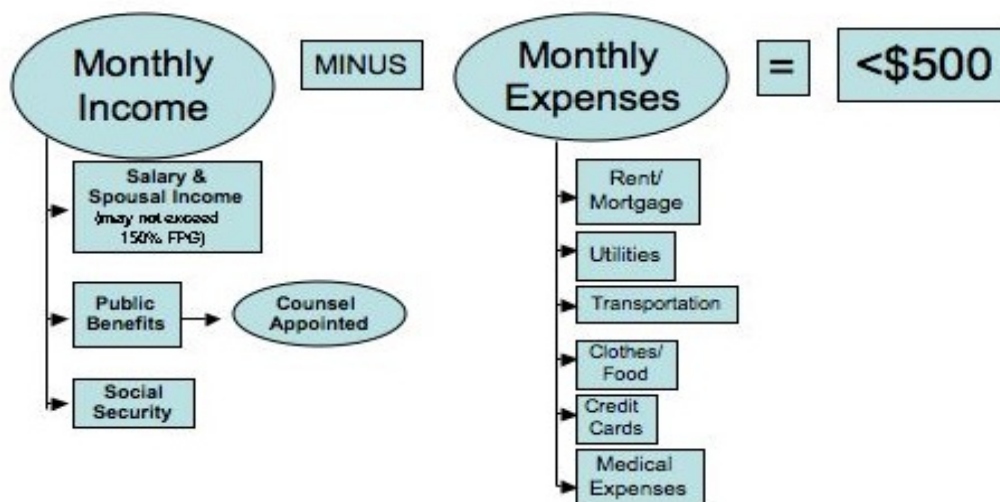 Monthly
Income
MINUS
Monthly
Expenses
=
<$500
Salary &
Spousal Income
(may not exceed
150% FPG)
Public
Benefits
Counsel
Appointed
Social
Security
Rent/
Mortgage
Utilities
Transportation
Clothes/
Food
Credit
Cards
Medical
Expenses